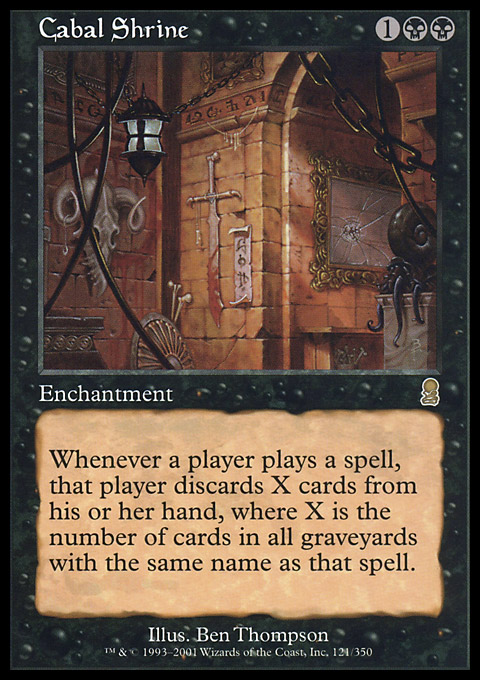 Cabal Shrine 1
Enchantment
Whenever a player plays a spell,
that player discards X cards from
his or her hand, where X is the
number of cards in all graveyards
with the same name as that spell.
Illus. Ben Thompson
™ & © 1993–2001 Wizards of the Coast, Inc. 121/350